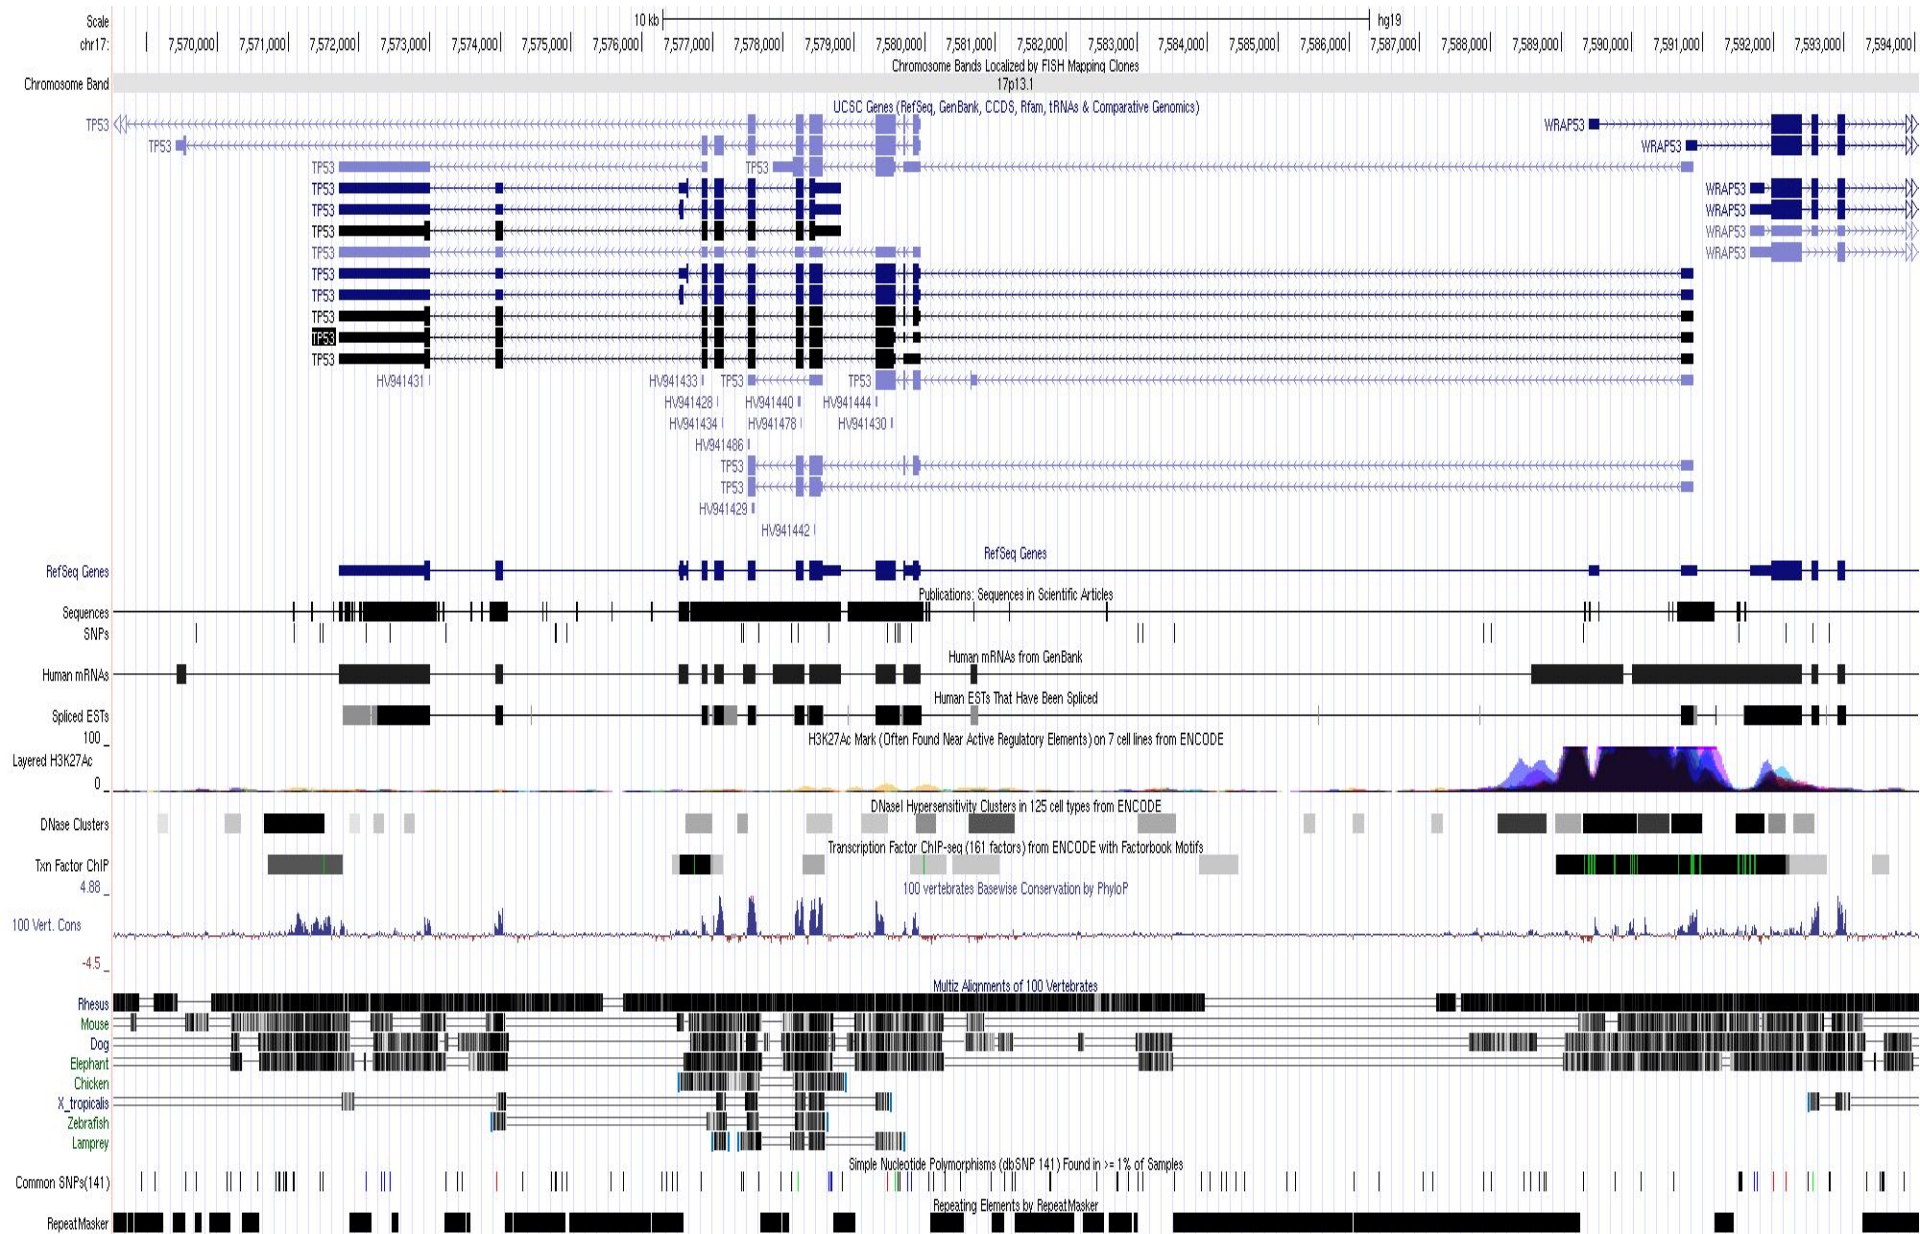 Scale 10 kb hg19
chr17: 7,570,000 7,571,000 7,572,000 7,573,000 7,574,000 7,575,000 7,576,000 7,577,000 7,578,000 7,579,000 7,580,000 7,581,000 7,582,000 7,583,000 7,584,000 7,585,000 7,586,000 7,587,000 7,588,000 7,589,000 7,590,000 7,591,000 7,592,000 7,593,000 7,594,000
Chromosome Bands Localized by FISH Mapping Clones
Chromosome Band 17p13.1
UCSC Genes (RefSeq, GenBank, CCDS, Rfam, tRNAs & Comparative Genomics)
TP53 WRAP53
TP53 WRAP53
TP53 TP53
TP53 WRAP53
TP53 WRAP53
TP53 WRAP53
TP53 WRAP53
TP53
TP53
TP53
TP53
TP53
HV941431 HV941433 TP53 TP53
HV941428 HV941440 HV941444
HV941434 HV941478 HV941430
HV941486
TP53
TP53
HV941429
HV941442
RefSeq Genes
RefSeq Genes
Publications: Sequences in Scientific Articles
Sequences
SNPs
Human mRNAs from GenBank
Human mRNAs
Human ESTs That Have Been Spliced
Spliced ESTs
100 _
H3K27Ac Mark (Often Found Near Active Regulatory Elements) on 7 cell lines from ENCODE
Layered H3K27Ac
0 _
DNaseI Hypersensitivity Clusters in 125 cell types from ENCODE
DNase Clusters
Transcription Factor ChIP-seq (161 factors) from ENCODE with Factorbook Motifs
Txn Factor ChIP
4.88 _
100 vertebrates Basewise Conservation by PhyloP
100 Vert. Cons
-4.5 _
Multiz Alignments of 100 Vertebrates
Rhesus
Mouse
Dog
Elephant
Chicken
X_tropicalis
Zebrafish
Lamprey
Simple Nucleotide Polymorphisms (dbSNP 141) Found in >= 1% of Samples
Common SNPs(141)
Repeating Elements by RepeatMasker
RepeatMasker